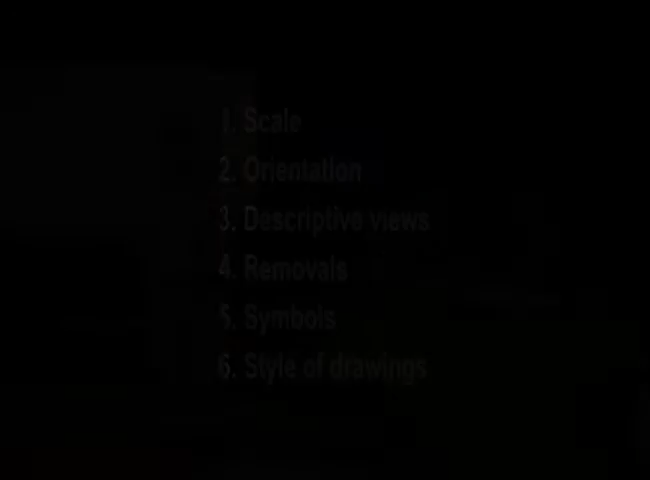 1. Scale
2. Orientation
3. Descriptive views
4. Removals
5. Symbols
6. Style of drawings